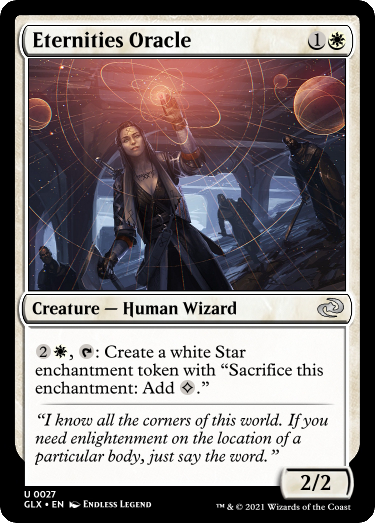 Eternities Oracle 1
Creature — Human Wizard
2, : Create a white Star
enchantment token with “Sacrifice this
enchantment: Add .”
“I know all the corners of this world. If you
need enlightenment on the location of a
particular body, just say the word.”
2/2
U 0027
GLX • EN ENDLESS LEGEND
™ & © 2021 Wizards of the Coast